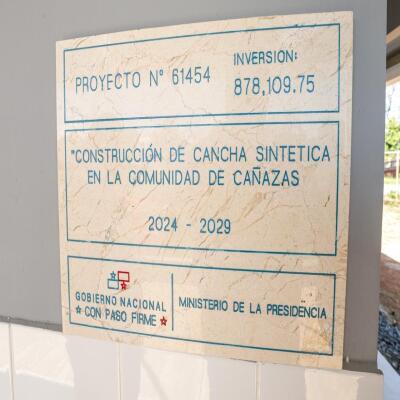 PROYECTO N° 61454
INVERSION:
878,109.75
"CONSTRUCCIÓN DE CANCHA SINTETICA
EN LA COMUNIDAD DE CAÑAZAS
2024 - 2029
GOBIERNO NACIONAL
★ CON PASO FIRME ★
MINISTERIO DE LA PRESIDENCIA